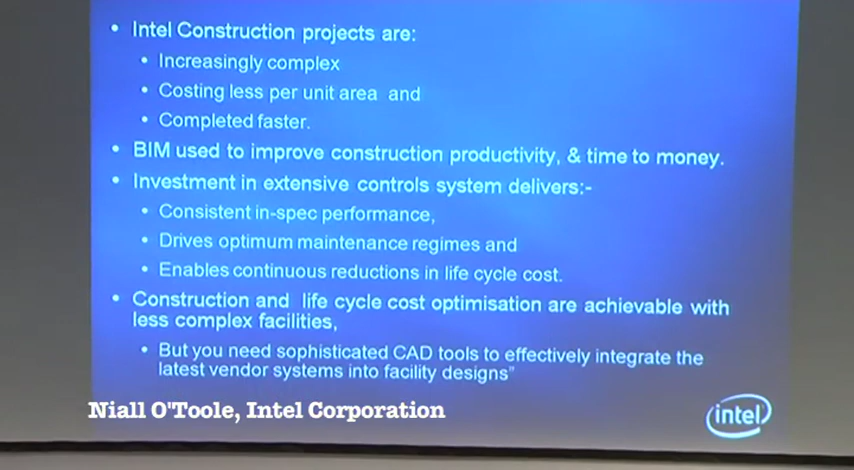 • Intel Construction projects are:
• Increasingly complex
• Costing less per unit area and
• Completed faster.
• BIM used to improve construction productivity, & time to money.
• Investment in extensive controls system delivers:-
• Consistent in-spec performance,
• Drives optimum maintenance regimes and
• Enables continuous reductions in life cycle cost.
• Construction and life cycle cost optimisation are achievable with
less complex facilities,
• But you need sophisticated CAD tools to effectively integrate the
latest vendor systems into facility designs"
Niall O'Toole, Intel Corporation
intel